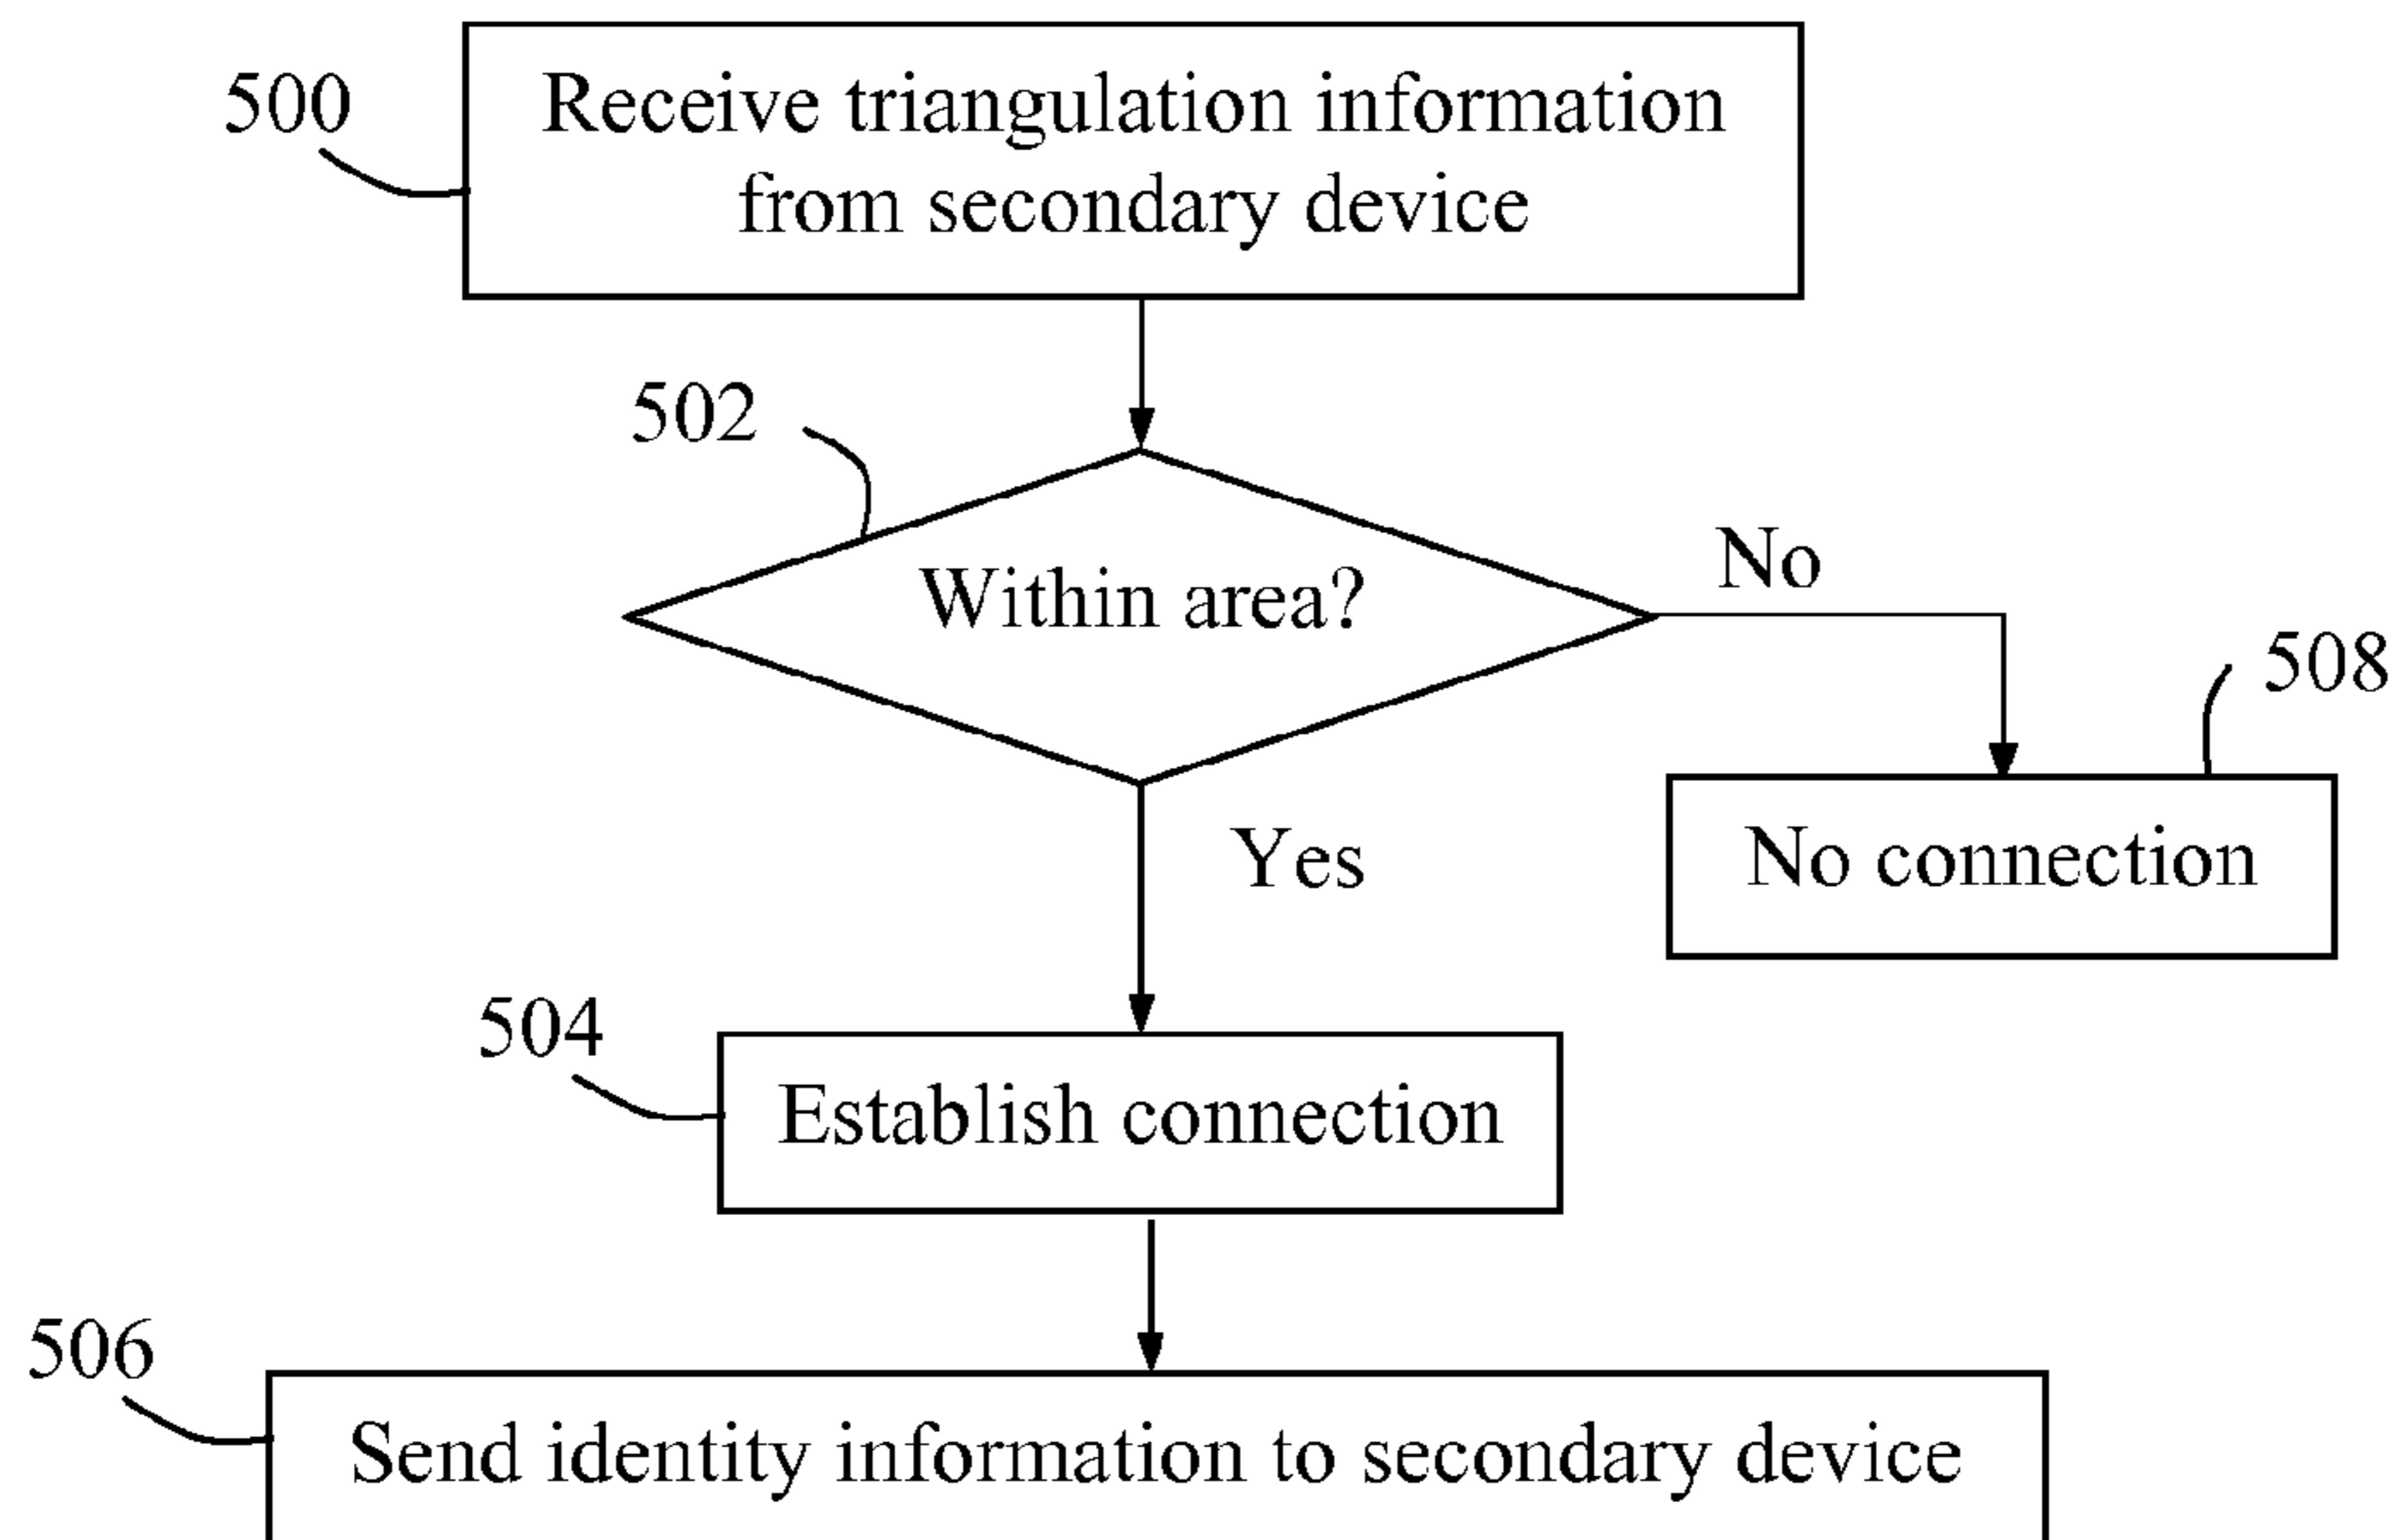 500
Receive triangulation information
from secondary device
502
Within area?
No
508
Yes
No connection
504
Establish connection
506
Send identity information to secondary device